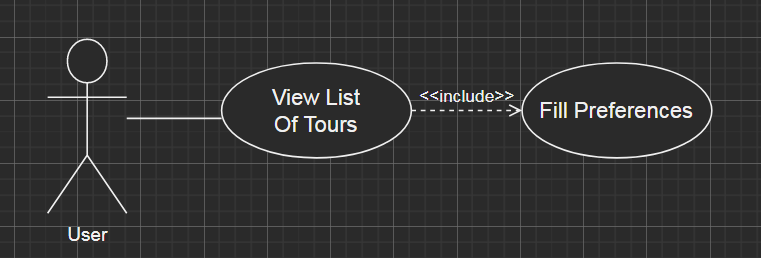 View List
Of Tours
<<include>>
Fill Preferences
User